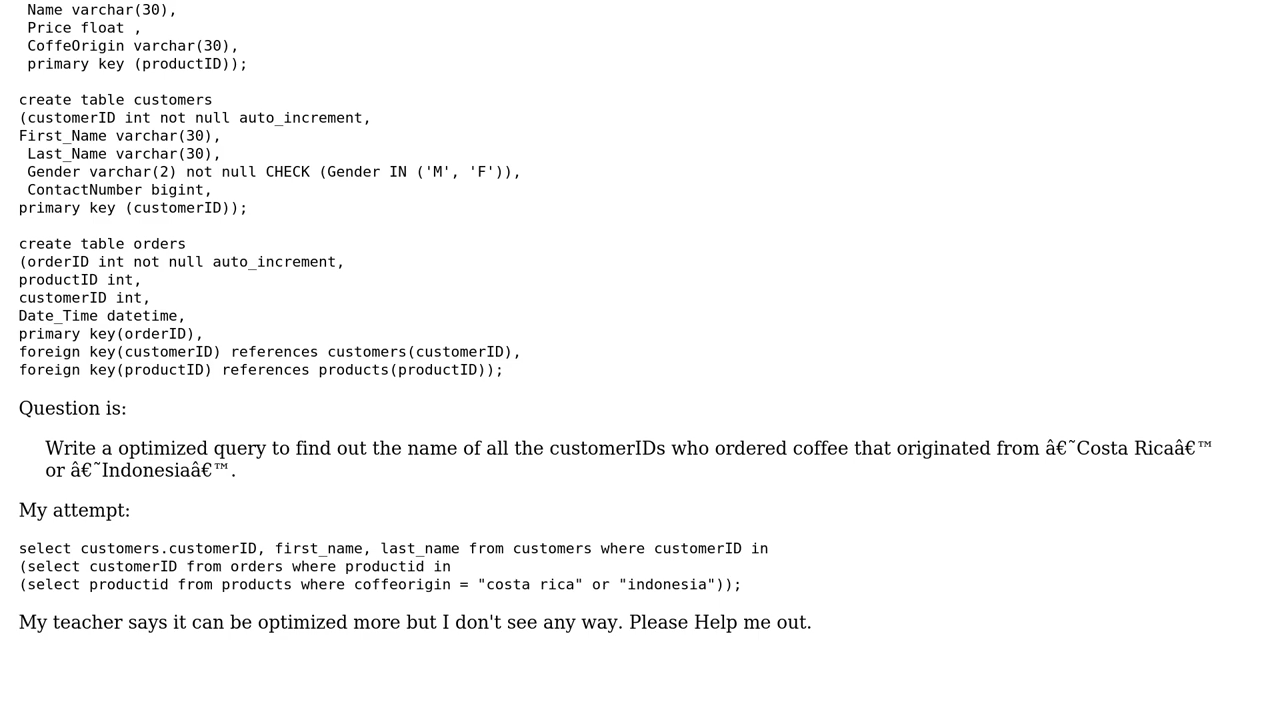 Name varchar(30),
Price float ,
CoffeOrigin varchar(30),
primary key (productID));
create table customers
(customerID int not null auto_increment,
First_Name varchar(30),
Last_Name varchar(30),
Gender varchar(2) not null CHECK (Gender IN ('M', 'F')),
ContactNumber bigint,
primary key (customerID));
create table orders
(orderID int not null auto_increment,
productID int,
customerID int,
Date_Time datetime,
primary key(orderID),
foreign key(customerID) references customers(customerID),
foreign key(productID) references products(productID));
Question is:
Write a optimized query to find out the name of all the customerIDs who ordered coffee that originated from â€˜Costa Ricaâ€™
or â€˜Indonesiaâ€™.
My attempt:
select customers.customerID, first_name, last_name from customers where customerID in
(select customerID from orders where productid in
(select productid from products where coffeorigin = "costa rica" or "indonesia"));
My teacher says it can be optimized more but I don't see any way. Please Help me out.